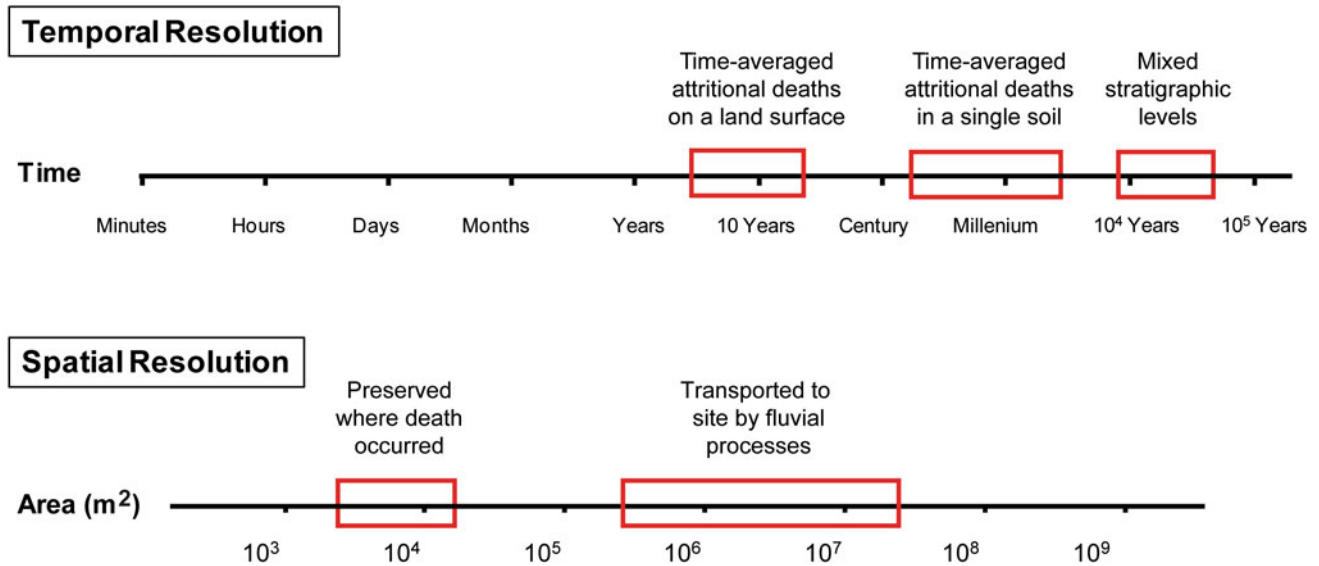 Temporal Resolution
Time-averaged
attritional deaths
on a land surface
Time-averaged
attritional deaths
in a single soil
Mixed
stratigraphic
levels
Time
Minutes Hours Days Months Years 10 Years Century Millenium 10⁴ Years 10⁵ Years
Spatial Resolution
Preserved
where death
occurred
Transported to
site by fluvial
processes
Area (m²)
10³ 10⁴ 10⁵ 10⁶ 10⁷ 10⁸ 10⁹